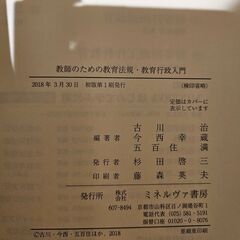 教師のための教育法規・教育行政入門
2018年3月30日 初版第1刷発行 〈検印省略〉
定価はカバーに
表示しています
古川 治
編著者 今西幸蔵
五百住 満
発行者 杉田啓三
印刷者 藤森英夫
発行所 株式会社 ミネルヴァ書房
607-8494 京都市山科区日ノ岡堤谷町1
電話代表 (075) 581-5191
振替口座 01020-0-8076
©古川・今西・五百住ほか, 2018